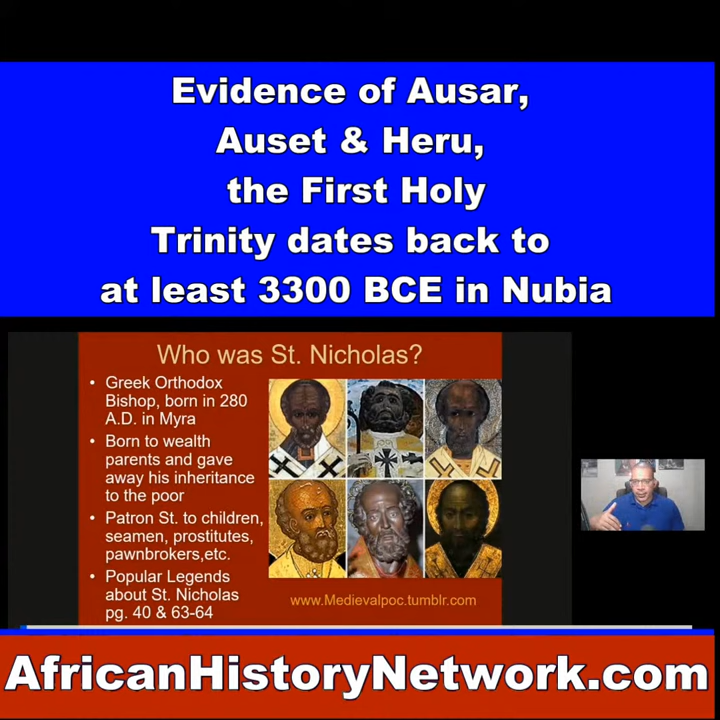 Evidence of Ausar,
Auset & Heru,
the First Holy
Trinity dates back to
at least 3300 BCE in Nubia
Who was St. Nicholas?
• Greek Orthodox
Bishop, born in 280
A.D. in Myra
• Born to wealth
parents and gave
away his inheritance
to the poor
• Patron St. to children,
seamen, prostitutes,
pawnbrokers,etc.
• Popular Legends
about St. Nicholas
pg. 40 & 63-64
www.Medievalpoc.tumblr.com
AfricanHistoryNetwork.com